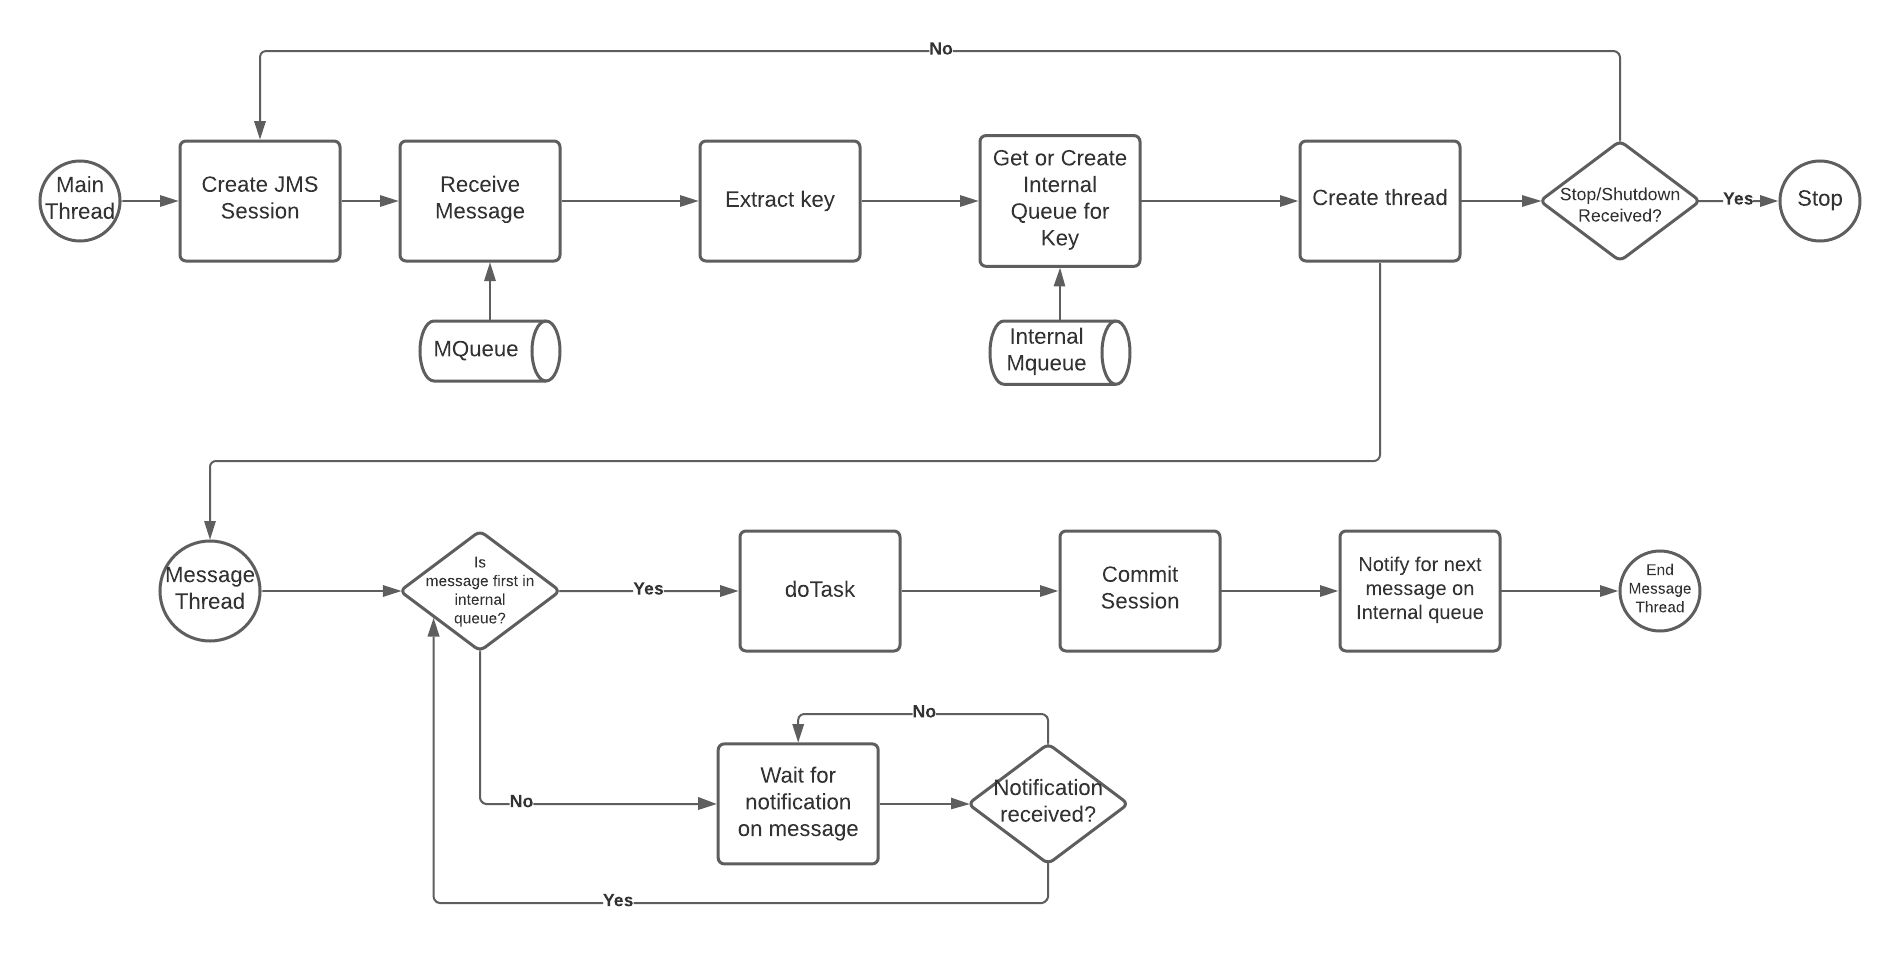 No
Main
Thread
Create JMS
Session
Receive
Message
Extract key
Get or Create
Internal
Queue for
Key
Create thread
Stop/Shutdown
Received?
Yes
Stop
MQueue
Internal
Mqueue
Message
Thread
Is
message first in
internal
queue?
Yes
doTask
Commit
Session
Notify for next
message on
Internal queue
End
Message
Thread
No
No
Wait for
notification
on message
Notification
received?
Yes